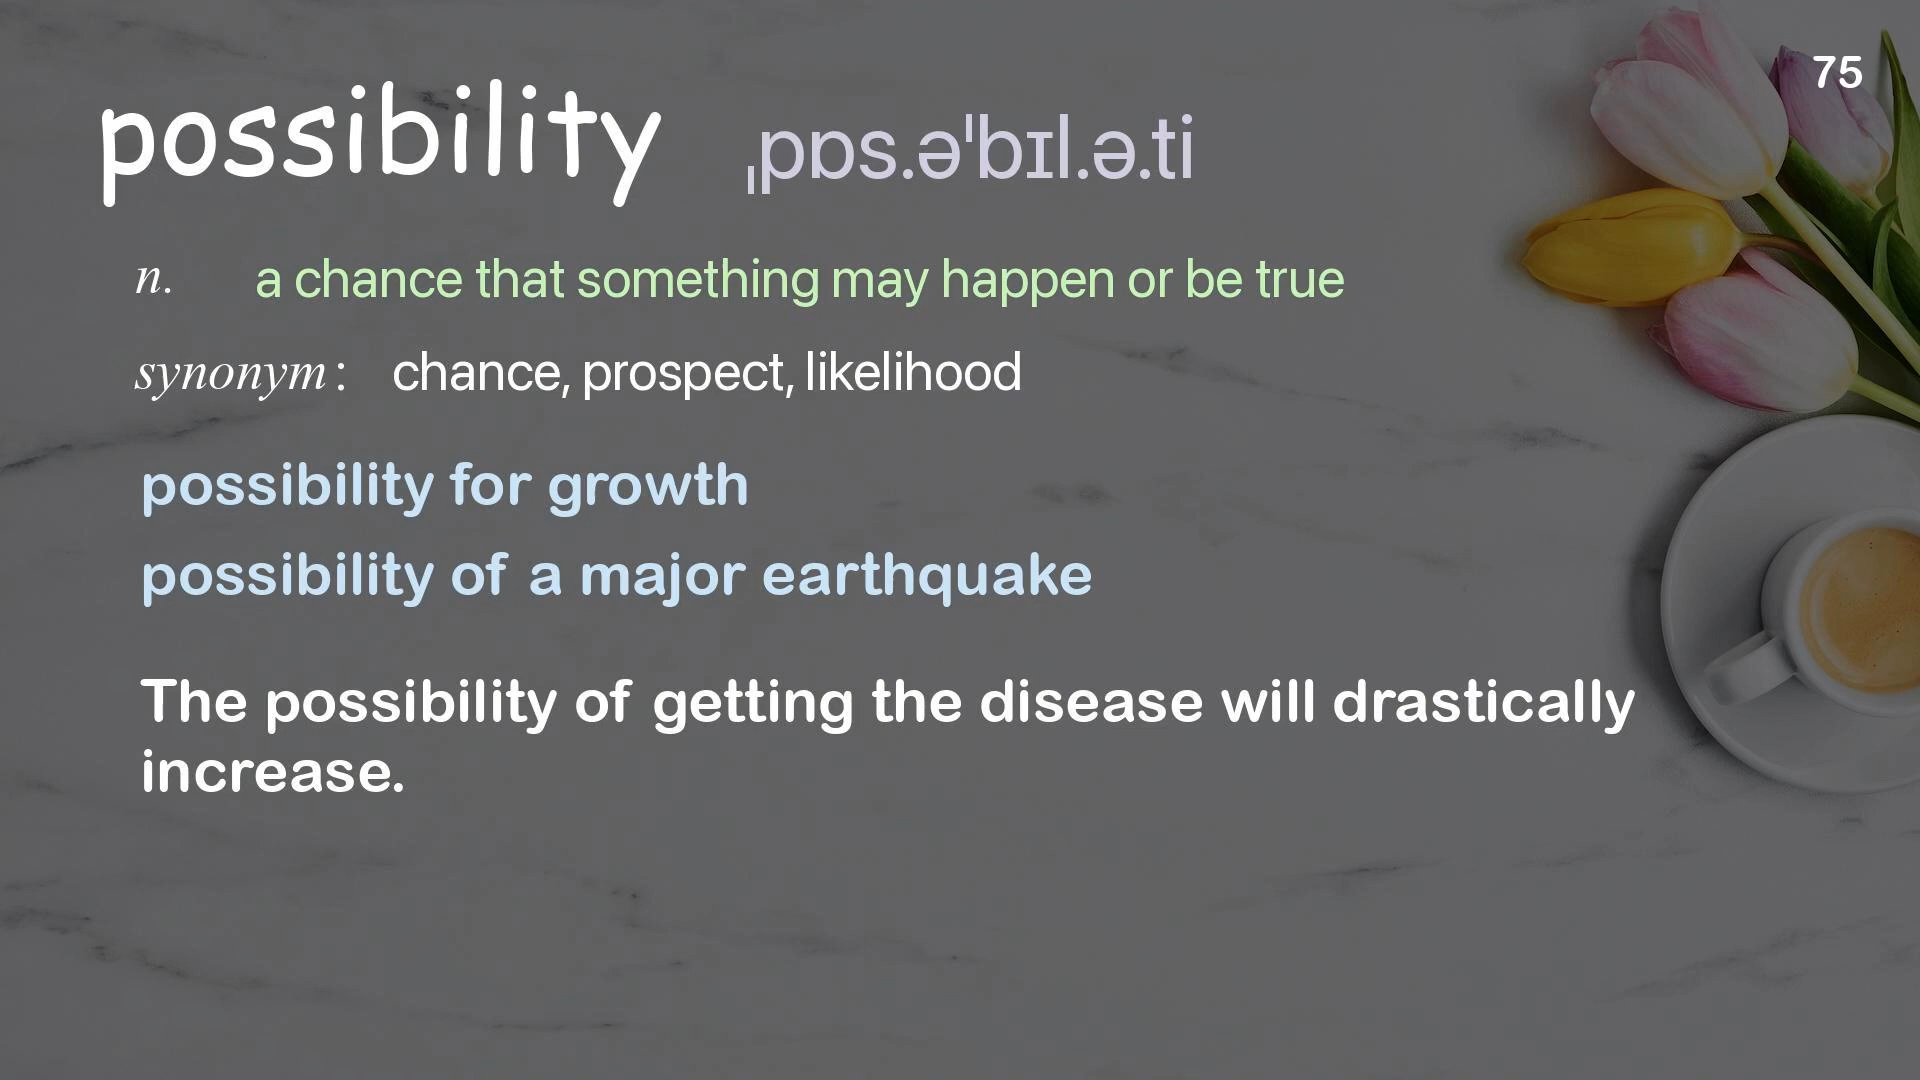 75
possibility ˌpɒs.əˈbɪl.ə.ti
n. a chance that something may happen or be true
synonym : chance, prospect, likelihood
possibility for growth
possibility of a major earthquake
The possibility of getting the disease will drastically
increase.